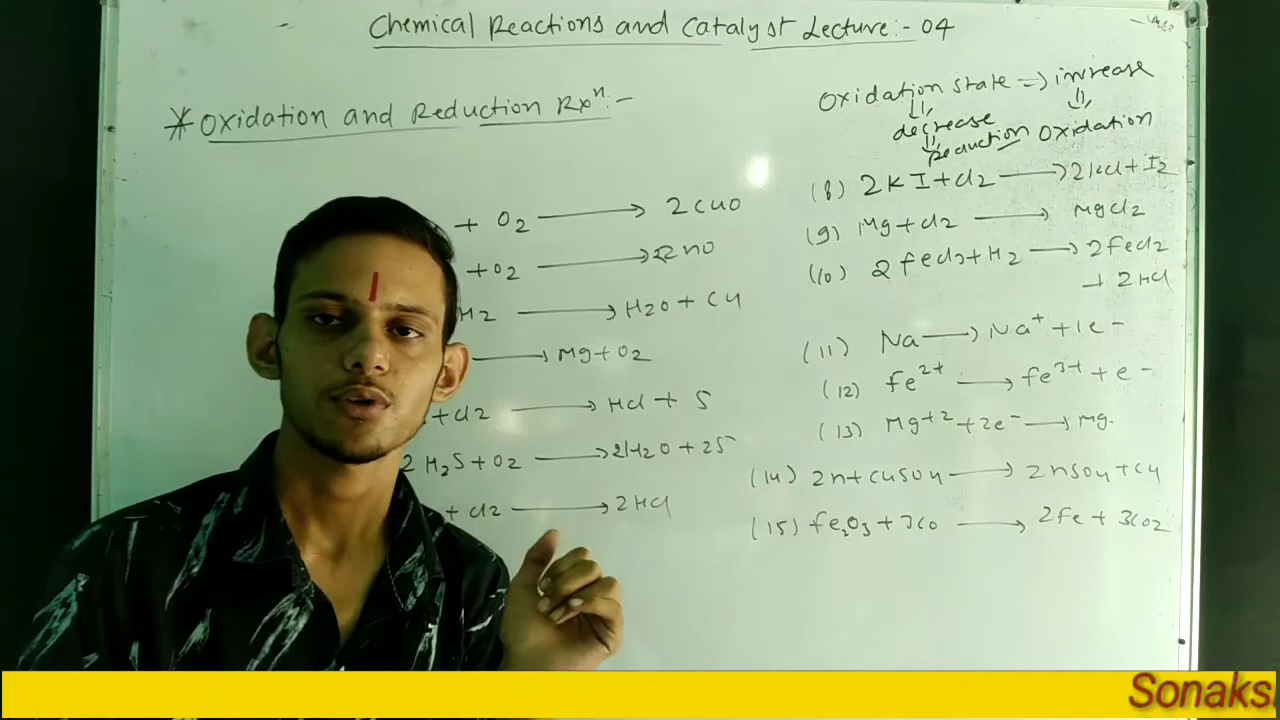 Chemical Reactions and Catalyst Lecture:- 04
* Oxidation and Reduction Rxⁿ:-
Oxidation state => increase
decrease
Reduction Oxidation
+ O2 → 2CuO
+O2 → 2ZnO
H2 → H2O + Cu
→ Mg + O2
+Cl2 → HCl + S
2 H2S + O2 → 2H2O + 2S
+ Cl2 → 2HCl
(8) 2KI + Cl2 → 2KCl + I2
(9) Mg + Cl2 → MgCl2
(10) 2 FeCl3 + H2 → 2FeCl2
+ 2HCl
(11) Na → Na⁺ + 1e-
(12) Fe²⁺ → Fe³⁺ + e-
(13) Mg⁺² + 2e⁻ → Mg.
(14) Zn + CuSO4 → ZnSO4 + Cu
(15) Fe₂O₃ + 3CO → 2Fe + 3CO2
Sonaks